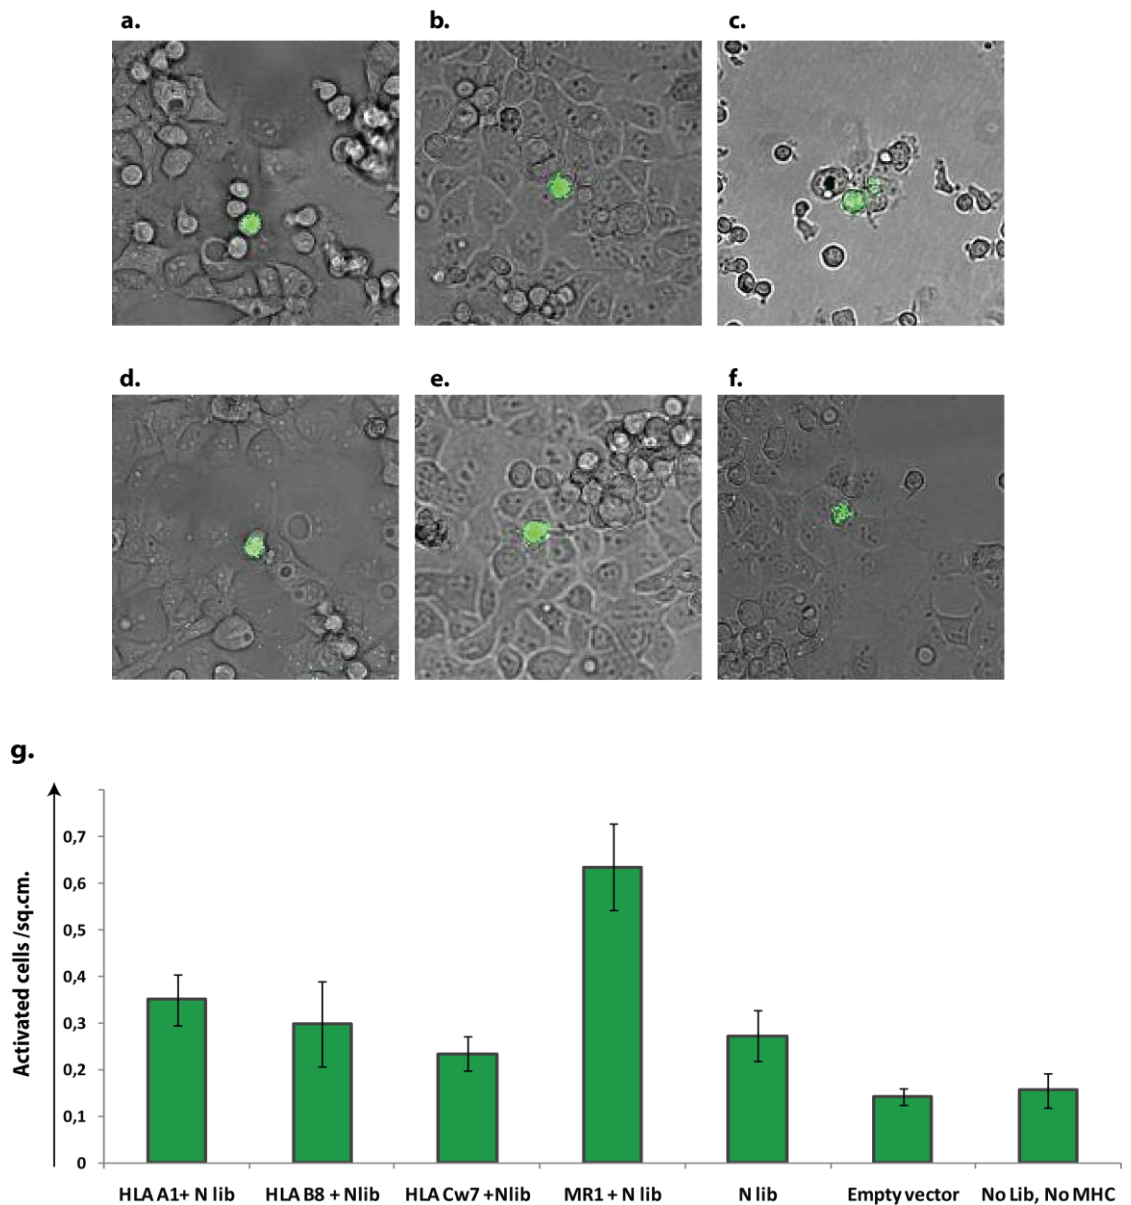 a.
b.
c.
d.
e.
f.
g.
Activated cells /sq.cm.
0,7
0,6
0,5
0,4
0,3
0,2
0,1
0
HLA A1+ N lib
HLA B8 + Nlib
HLA Cw7 +Nlib
MR1 + N lib
N lib
Empty vector
No Lib, No MHC